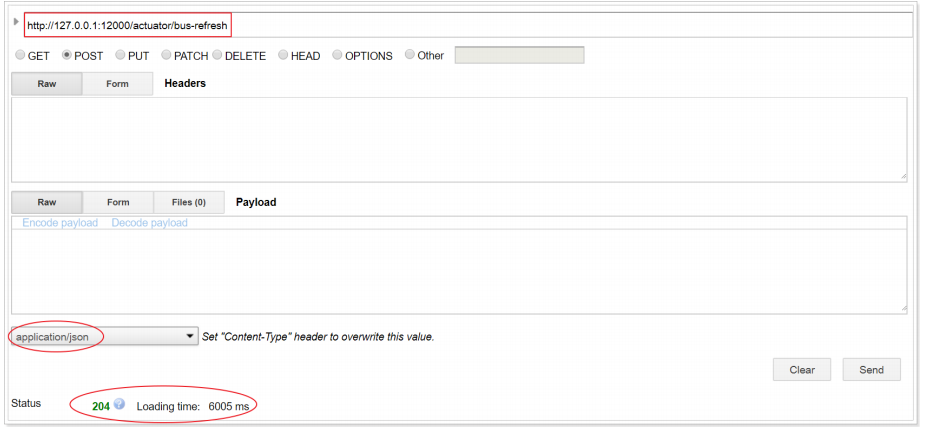 http://127.0.0.1:12000/actuator/bus-refresh
GET POST PUT PATCH DELETE HEAD OPTIONS Other
Raw Form Headers
Raw Form Files (0) Payload
Encode payload Decode payload
application/json Set "Content-Type" header to overwrite this value.
Clear Send
Status 204 Loading time: 6005 ms